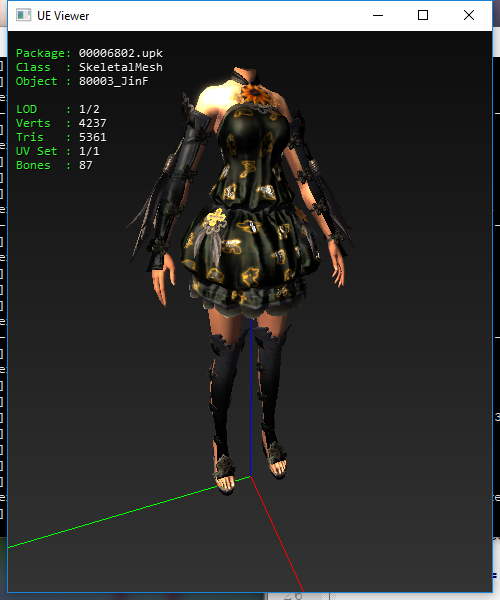 UE Viewer
Package: 00006802.upk
Class  : SkeletalMesh
Object : 80003_JinF
LOD    : 1/2
Verts  : 4237
Tris   : 5361
UV Set : 1/1
Bones  : 87